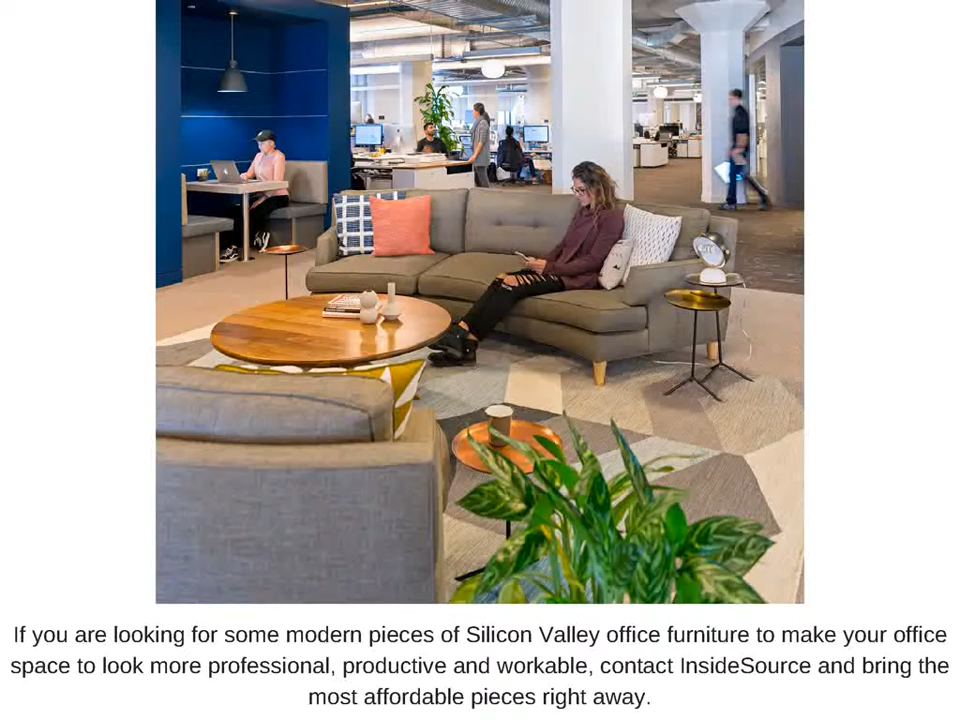 If you are looking for some modern pieces of Silicon Valley office furniture to make your office
space to look more professional, productive and workable, contact InsideSource and bring the
most affordable pieces right away.